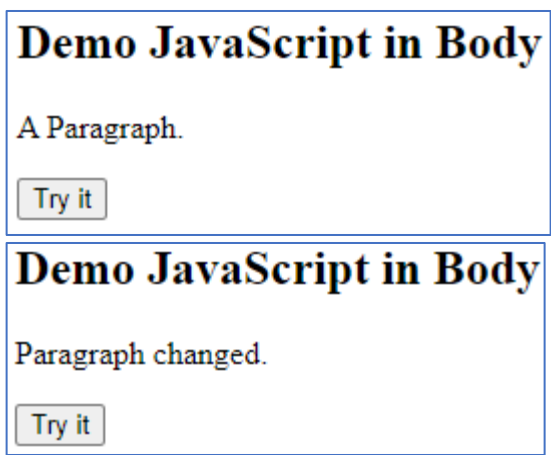 Demo JavaScript in Body
A Paragraph.
Try it
Demo JavaScript in Body
Paragraph changed.
Try it